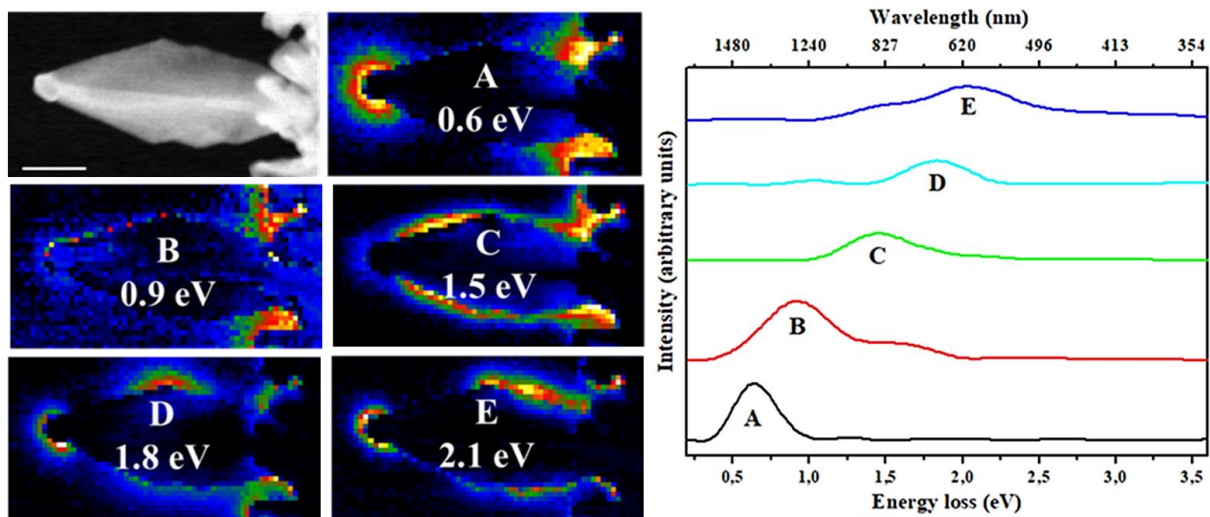 A
0.6 eV
B
0.9 eV
C
1.5 eV
D
1.8 eV
E
2.1 eV
Wavelength (nm)
1480 1240 827 620 496 413 354
Intensity (arbitrary units)
E
D
C
B
A
0,5 1,0 1,5 2,0 2,5 3,0 3,5
Energy loss (eV)